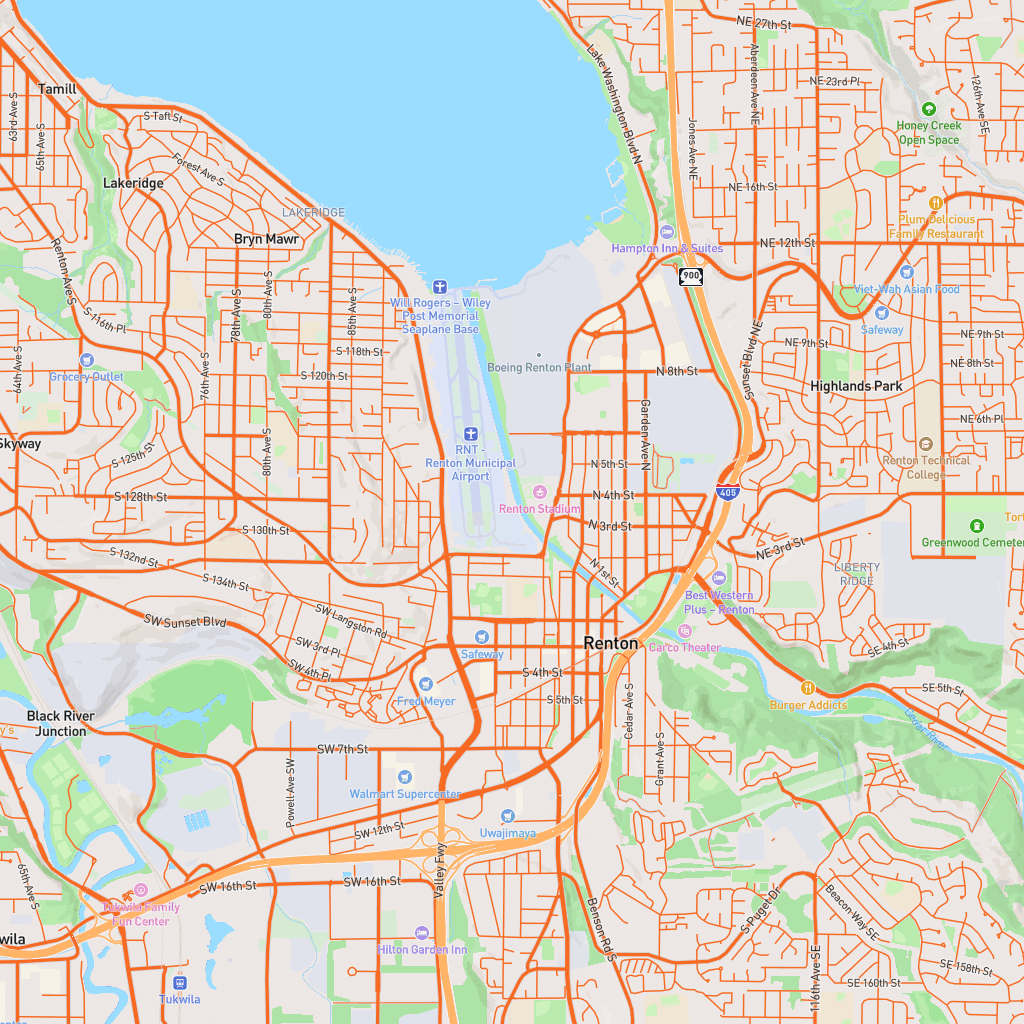 NE 27th St
Tamill
63rd Ave S
65th Ave S
S Taft St
Forest Ave S
Lakeridge
LAKERIDGE
Bryn Mawr
Lake Washington Blvd N
Aberdeen Ave NE
NE 23rd Pl
126th Ave SE
Honey Creek
Open Space
Jones Ave NE
NE 16th St
Plum Delicious
Family Restaurant
Hampton Inn & Suites
NE 12th St
900
Viet-Wah Asian Food
Safeway
Renton Ave S
S 116th Pl
78th Ave S
80th Ave S
85th Ave S
Will Rogers – Wiley
Post Memorial
Seaplane Base
Boeing Renton Plant
N 8th St
Sunset Blvd NE
NE 9th St
NE 9th St
NE 8th St
Highlands Park
64th Ave S
Grocery Outlet
76th Ave S
S 118th St
S 120th St
Garden Ave N
NE 6th Pl
Skyway
S 125th St
80th Ave S
RNT –
Renton Municipal
Airport
N 5th St
Renton Technical
College
S 128th St
Renton Stadium
N 4th St
405
S 130th St
N 3rd St
NE 3rd St
Greenwood Cemeter
S 132nd St
S 134th St
N 1st St
LIBERTY
RIDGE
Best Western
Plus – Renton
SW Sunset Blvd
SW Langston Rd
SW 3rd Pl
SW 4th Pl
Safeway
Renton
Carco Theater
SE 4th St
S 4th St
Fred Meyer
S 5th St
Cedar Ave S
Burger Addicts
SE 5th St
Cedar River
Black River
Junction
SW 7th St
Grant Ave S
Powell Ave SW
Walmart Supercenter
SW 12th St
Uwajimaya
65th Ave S
Valley Fwy
SW 16th St
SW 16th St
Tukwila Family
Fun Center
Benson Rd S
S Puget Dr
Beacon Way SE
Hilton Garden Inn
116th Ave SE
SE 158th St
SE 160th St
Tukwila